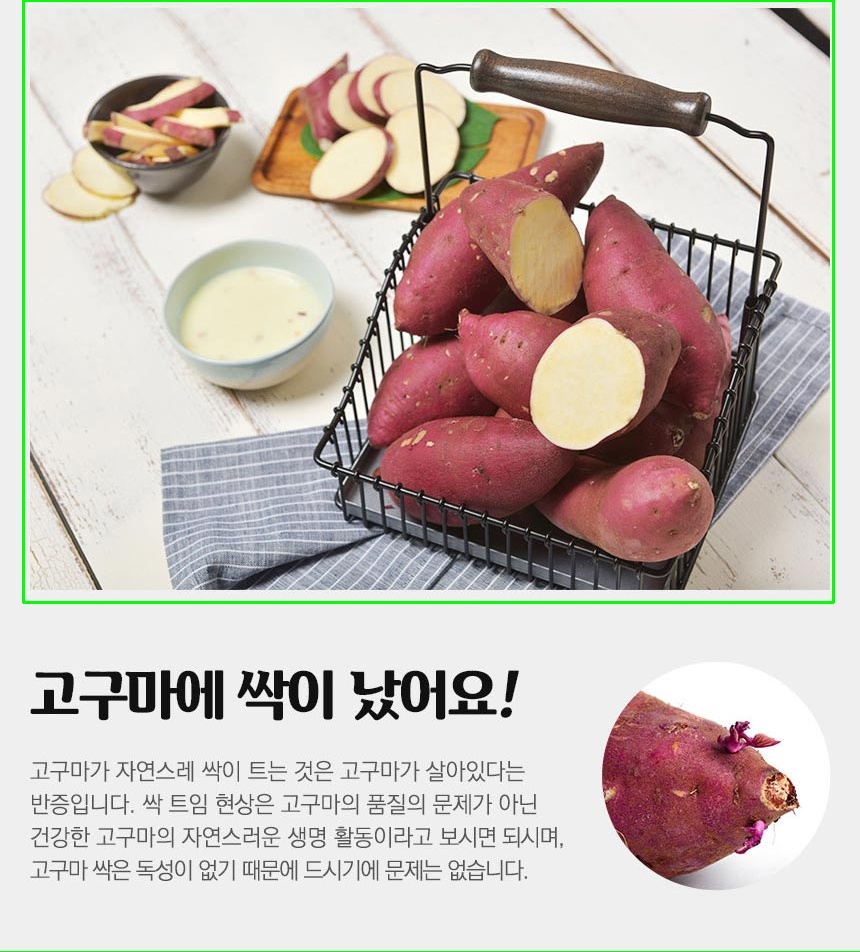 고구마에 싹이 났어요!
고구마가 자연스레 싹이 트는 것은 고구마가 살아있다는
반증입니다. 싹 트임 현상은 고구마의 품질의 문제가 아닌
건강한 고구마의 자연스러운 생명 활동이라고 보시면 되시며,
고구마 싹은 독성이 없기 때문에 드시기에 문제는 없습니다.